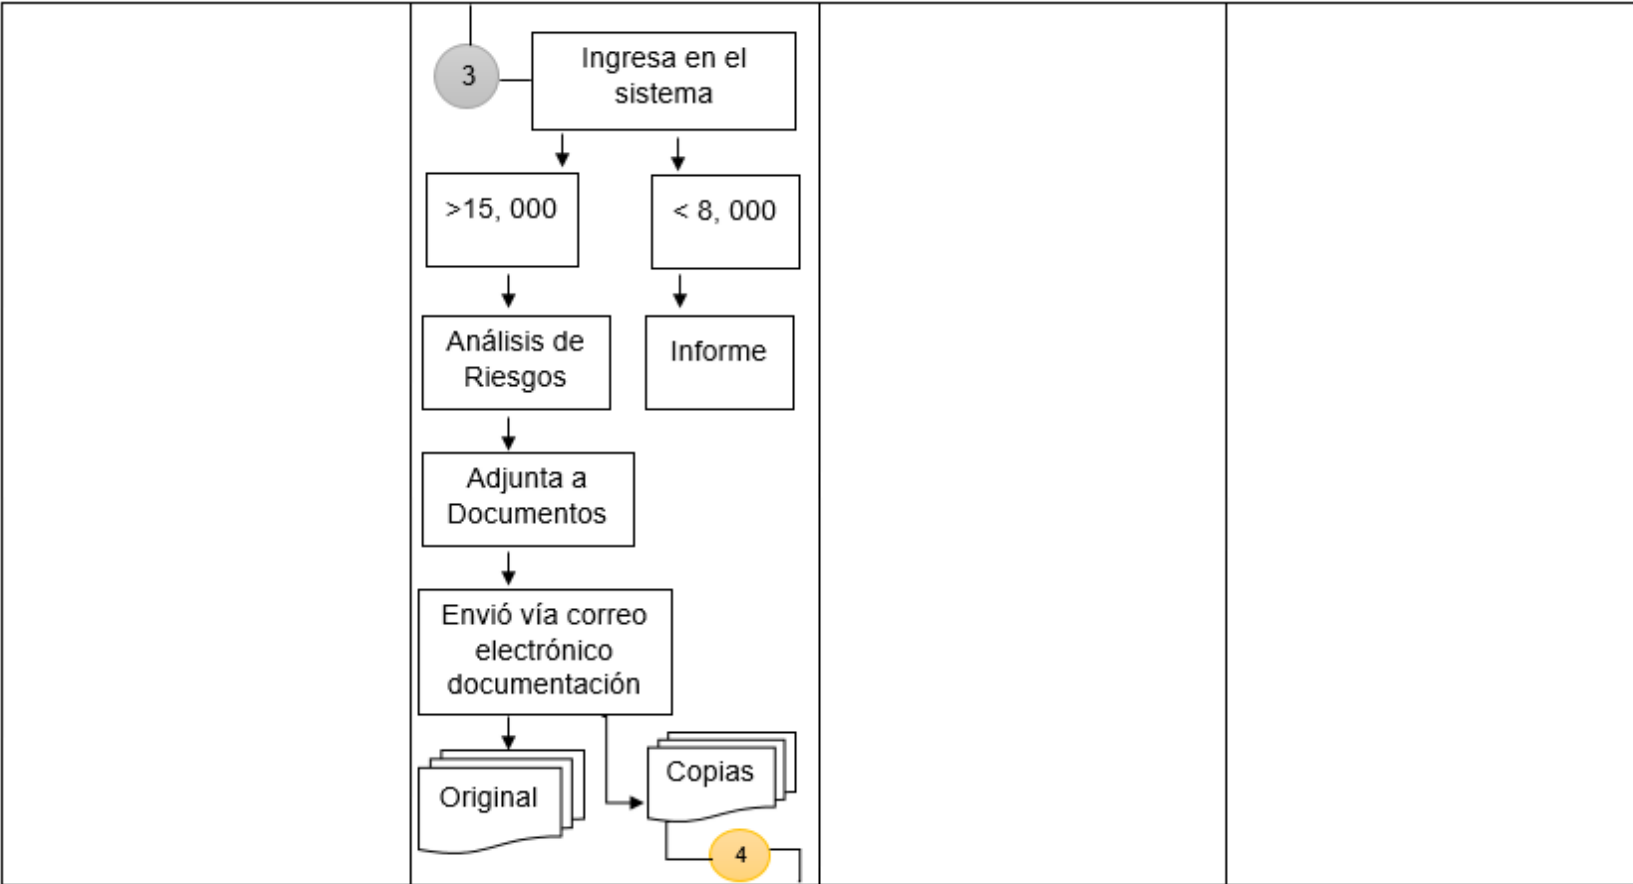 3
Ingresa en el
sistema
>15, 000
< 8, 000
Análisis de
Riesgos
Informe
Adjunta a
Documentos
Envió vía correo
electrónico
documentación
Original
Copias
4